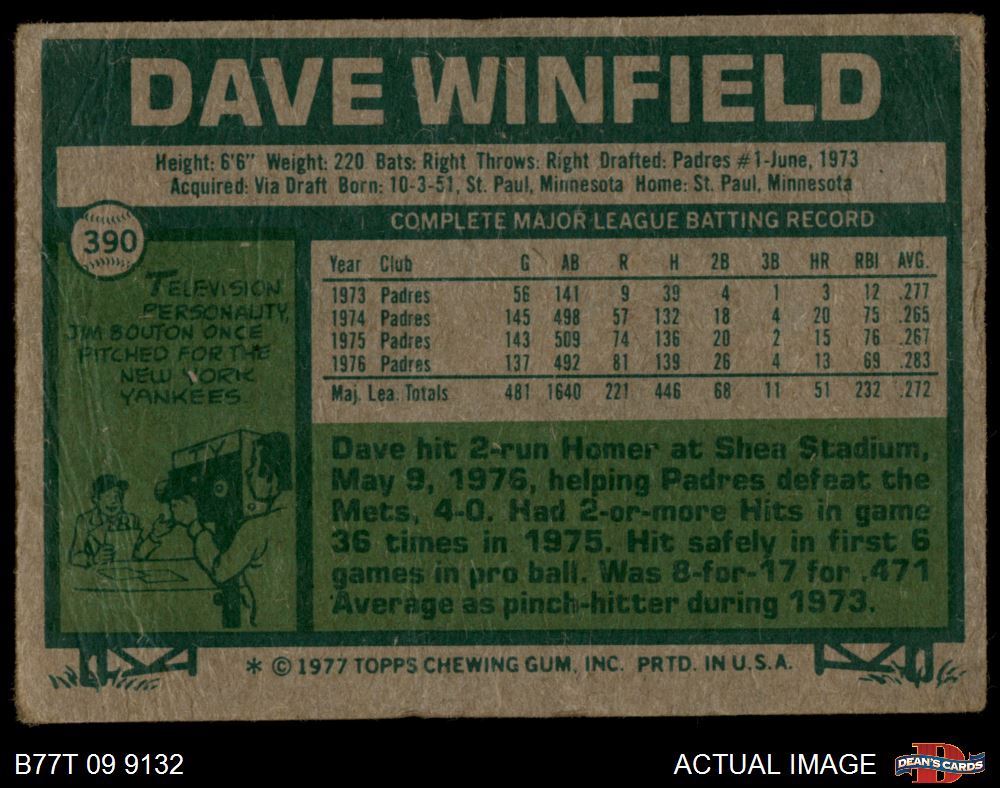 DAVE WINFIELD
Height: 6'6" Weight: 220 Bats: Right Throws: Right Drafted: Padres #1-June, 1973
Acquired: Via Draft Born: 10-3-51, St. Paul, Minnesota Home: St. Paul, Minnesota
390
COMPLETE MAJOR LEAGUE BATTING RECORD
Year Club G AB R H 2B 3B HR RBI AVG.
1973 Padres 56 141 9 39 4 1 3 12 .277
1974 Padres 145 498 57 132 18 4 20 75 .265
1975 Padres 143 509 74 136 20 2 15 76 .267
1976 Padres 137 492 81 139 26 4 13 69 .283
Maj. Lea. Totals 481 1640 221 446 68 11 51 232 .272
TELEVISION
PERSONALITY,
JIM BOUTON ONCE
PITCHED FOR THE
NEW YORK
YANKEES
TV
Dave hit 2-run Homer at Shea Stadium,
May 9, 1976, helping Padres defeat the
Mets, 4-0. Had 2-or-more Hits in game
36 times in 1975. Hit safely in first 6
games in pro ball. Was 8-for-17 for .471
Average as pinch-hitter during 1973.
* © 1977 TOPPS CHEWING GUM, INC. PRTD. IN U.S.A.
B77T 09 9132
ACTUAL IMAGE
D
DEAN'S CARDS